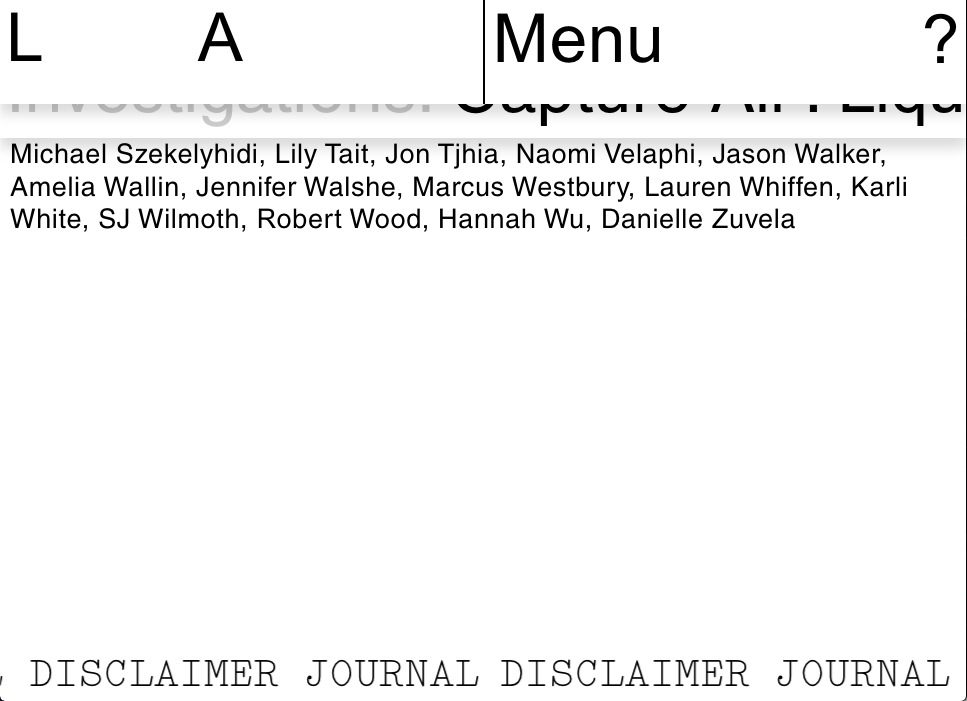 L A Menu ?
Investigations: Capture All : Liqu
Michael Szekelyhidi, Lily Tait, Jon Tjhia, Naomi Velaphi, Jason Walker,
Amelia Wallin, Jennifer Walshe, Marcus Westbury, Lauren Whiffen, Karli
White, SJ Wilmoth, Robert Wood, Hannah Wu, Danielle Zuvela
DISCLAIMER JOURNAL DISCLAIMER JOURNAL